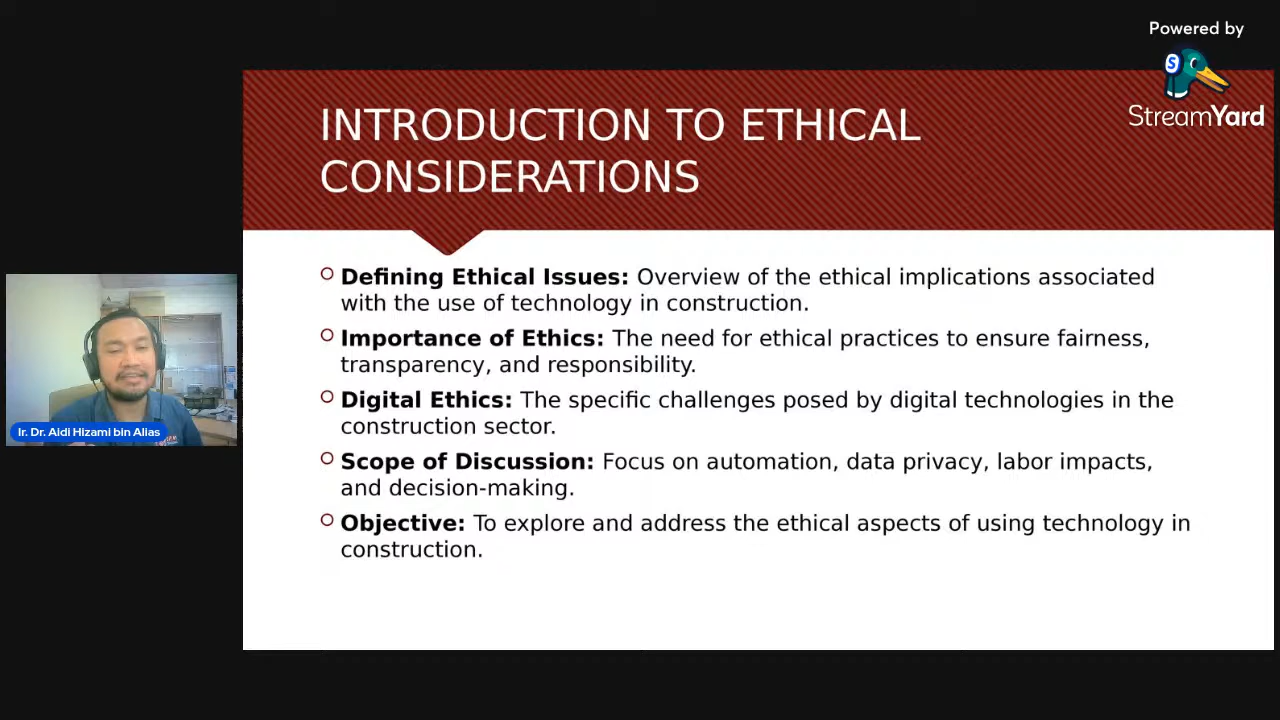 Powered by
StreamYard
INTRODUCTION TO ETHICAL
CONSIDERATIONS
Defining Ethical Issues: Overview of the ethical implications associated
with the use of technology in construction.
Importance of Ethics: The need for ethical practices to ensure fairness,
transparency, and responsibility.
Digital Ethics: The specific challenges posed by digital technologies in the
construction sector.
Scope of Discussion: Focus on automation, data privacy, labor impacts,
and decision-making.
Objective: To explore and address the ethical aspects of using technology in
construction.
Ir. Dr. Aidi Hizami bin Alias